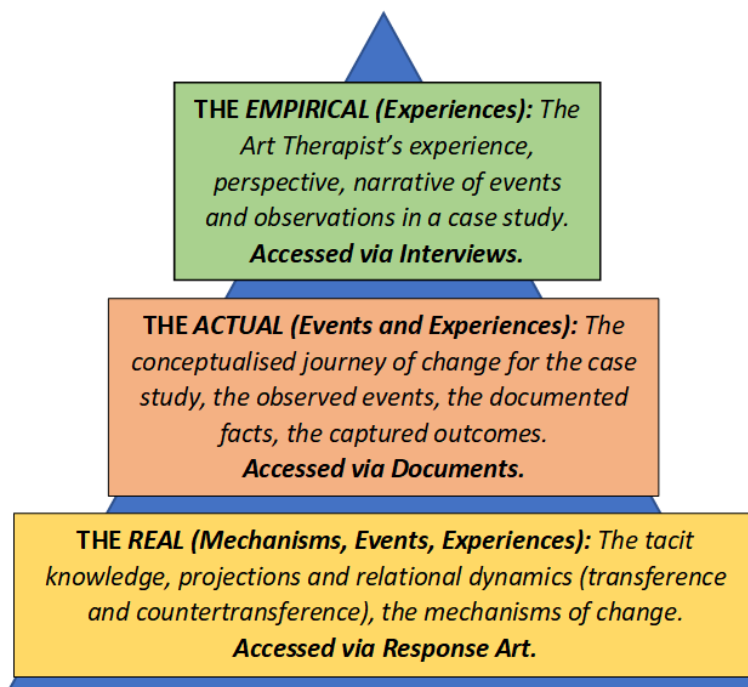 THE EMPIRICAL (Experiences): The
Art Therapist’s experience,
perspective, narrative of events
and observations in a case study.
Accessed via Interviews.
THE ACTUAL (Events and Experiences): The
conceptualised journey of change for the case
study, the observed events, the documented
facts, the captured outcomes.
Accessed via Documents.
THE REAL (Mechanisms, Events, Experiences): The tacit
knowledge, projections and relational dynamics (transference
and countertransference), the mechanisms of change.
Accessed via Response Art.